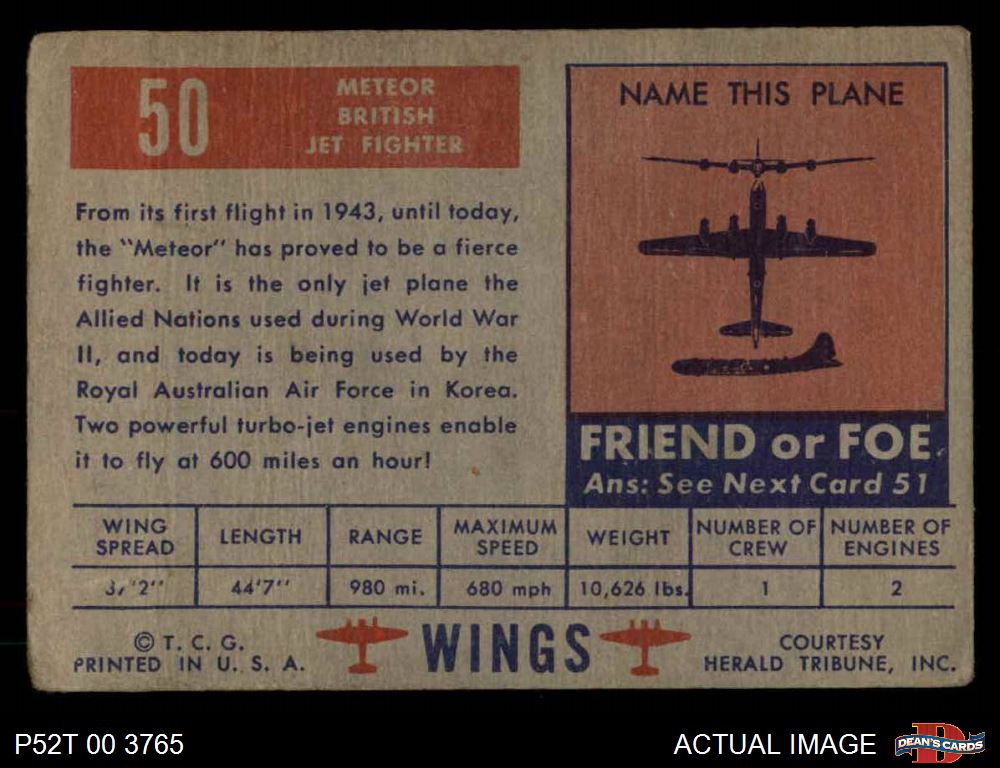 50
METEOR
BRITISH
JET FIGHTER
From its first flight in 1943, until today,
the "Meteor" has proved to be a fierce
fighter. It is the only jet plane the
Allied Nations used during World War
II, and today is being used by the
Royal Australian Air Force in Korea.
Two powerful turbo-jet engines enable
it to fly at 600 miles an hour!
NAME THIS PLANE
FRIEND or FOE
Ans: See Next Card 51
WING SPREAD
LENGTH
RANGE
MAXIMUM SPEED
WEIGHT
NUMBER OF CREW
NUMBER OF ENGINES
44'7''
980 mi.
680 mph
10,626 lbs.
1
2
© T. C. G.
PRINTED IN U. S. A.
WINGS
COURTESY
HERALD TRIBUNE, INC.
P52T 00 3765
ACTUAL IMAGE
D
DEAN'S CARDS